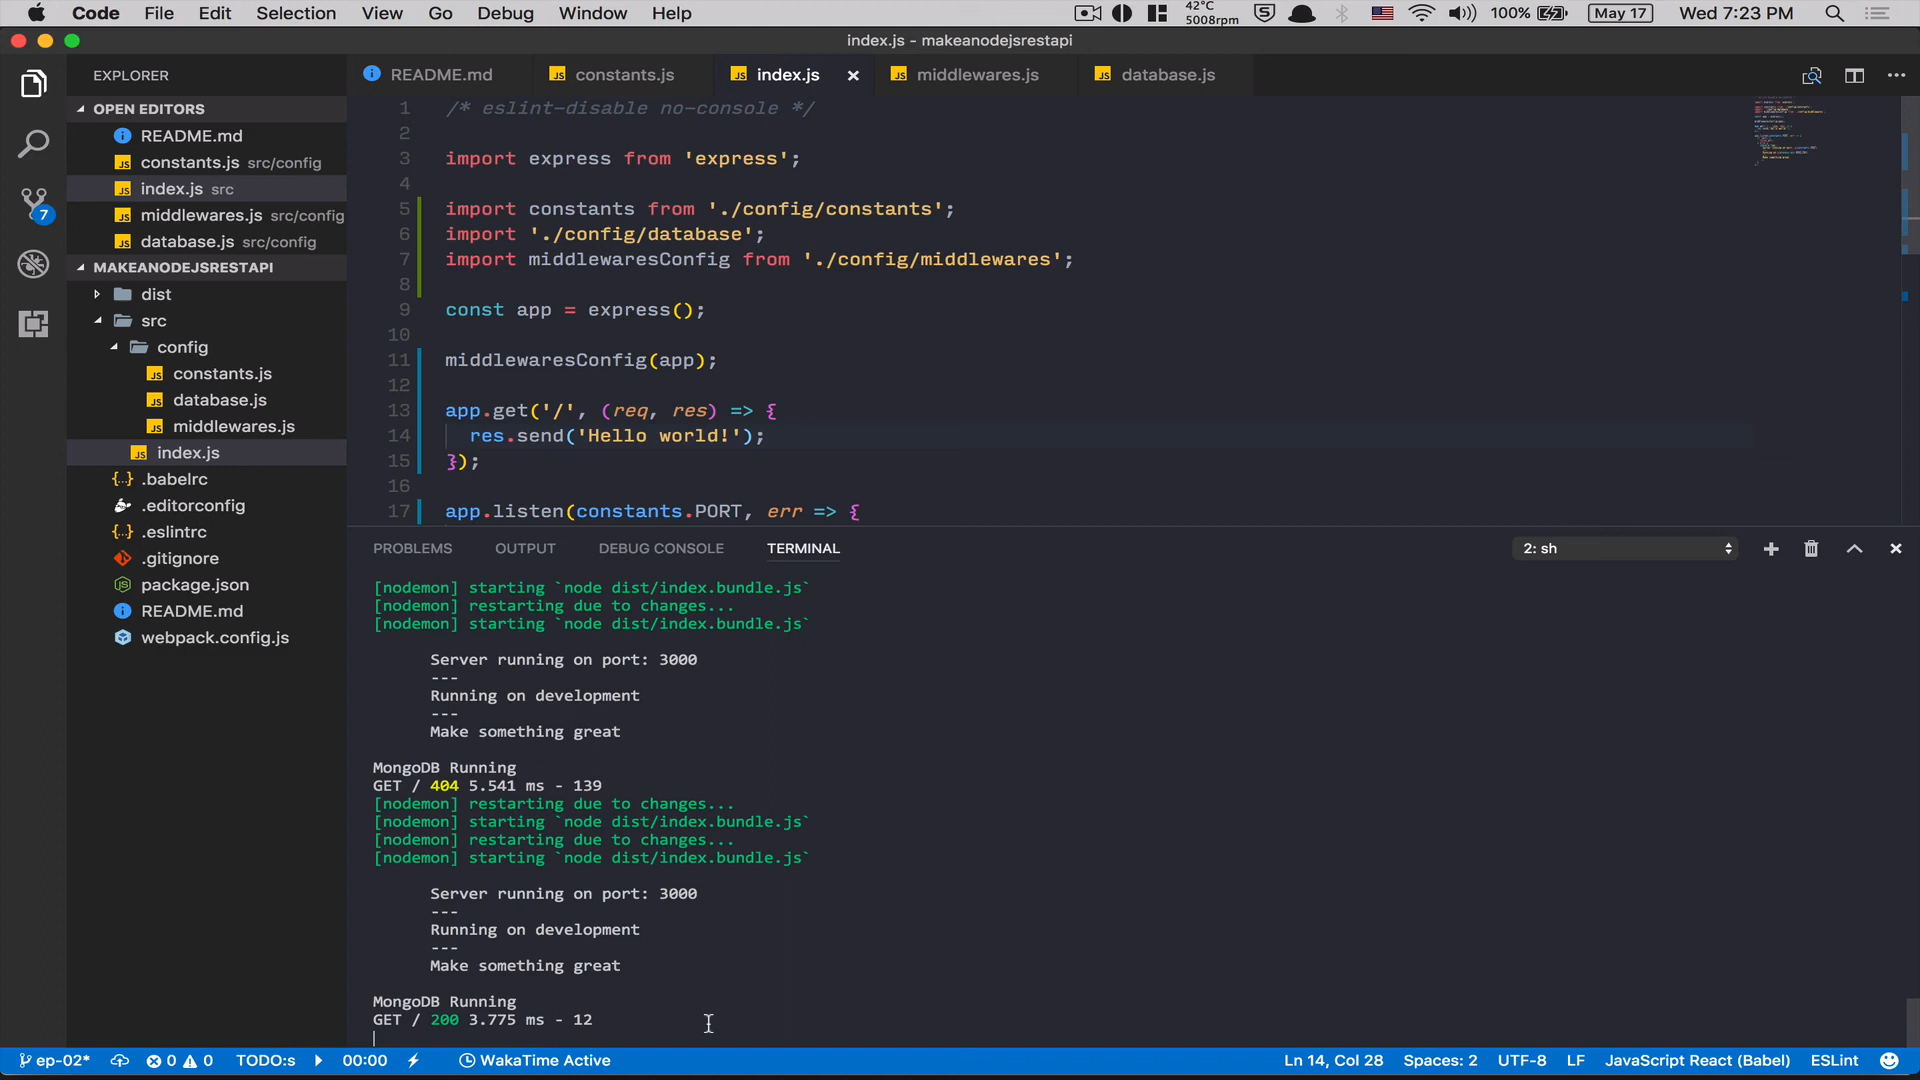 Code File Edit Selection View Go Debug Window Help 42°C 5008rpm 100% May 17 Wed 7:23 PM
index.js - makeanodejsrestapi
EXPLORER
OPEN EDITORS
README.md
constants.js src/config
index.js src
middlewares.js src/config
database.js src/config
MAKEANODEJSRESTAPI
dist
src
config
constants.js
database.js
middlewares.js
index.js
.babelrc
.editorconfig
.eslintrc
.gitignore
package.json
README.md
webpack.config.js
7
README.md constants.js index.js middlewares.js database.js
1 /* eslint-disable no-console */
2
3 import express from 'express';
4
5 import constants from './config/constants';
6 import './config/database';
7 import middlewaresConfig from './config/middlewares';
8
9 const app = express();
10
11 middlewaresConfig(app);
12
13 app.get('/', (req, res) => {
14 res.send('Hello world!');
15 });
16
17 app.listen(constants.PORT, err => {
PROBLEMS OUTPUT DEBUG CONSOLE TERMINAL 2: sh
[nodemon] starting `node dist/index.bundle.js`
[nodemon] restarting due to changes...
[nodemon] starting `node dist/index.bundle.js`
Server running on port: 3000
---
Running on development
---
Make something great
MongoDB Running
GET / 404 5.541 ms - 139
[nodemon] restarting due to changes...
[nodemon] starting `node dist/index.bundle.js`
[nodemon] restarting due to changes...
[nodemon] starting `node dist/index.bundle.js`
Server running on port: 3000
---
Running on development
---
Make something great
MongoDB Running
GET / 200 3.775 ms - 12
ep-02* 0 0 TODO:s 00:00 WakaTime Active Ln 14, Col 28 Spaces: 2 UTF-8 LF JavaScript React (Babel) ESLint